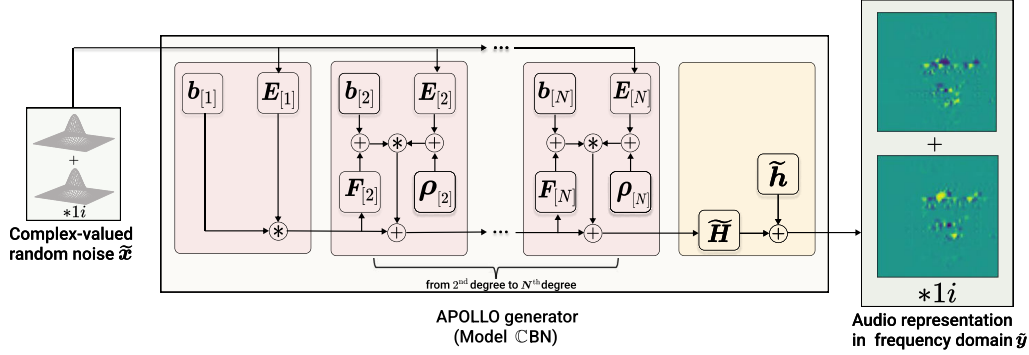 +
*1i
Complex-valued
random noise x̃
b[1]
E[1]
*
b[2]
E[2]
+
*
+
F[2]
ρ[2]
+
...
...
b[N]
E[N]
+
*
+
F[N]
ρ[N]
+
h̃
H̃
+
from 2nd degree to Nth degree
APOLLO generator
(Model ℂBN)
+
*1i
Audio representation
in frequency domain ỹ